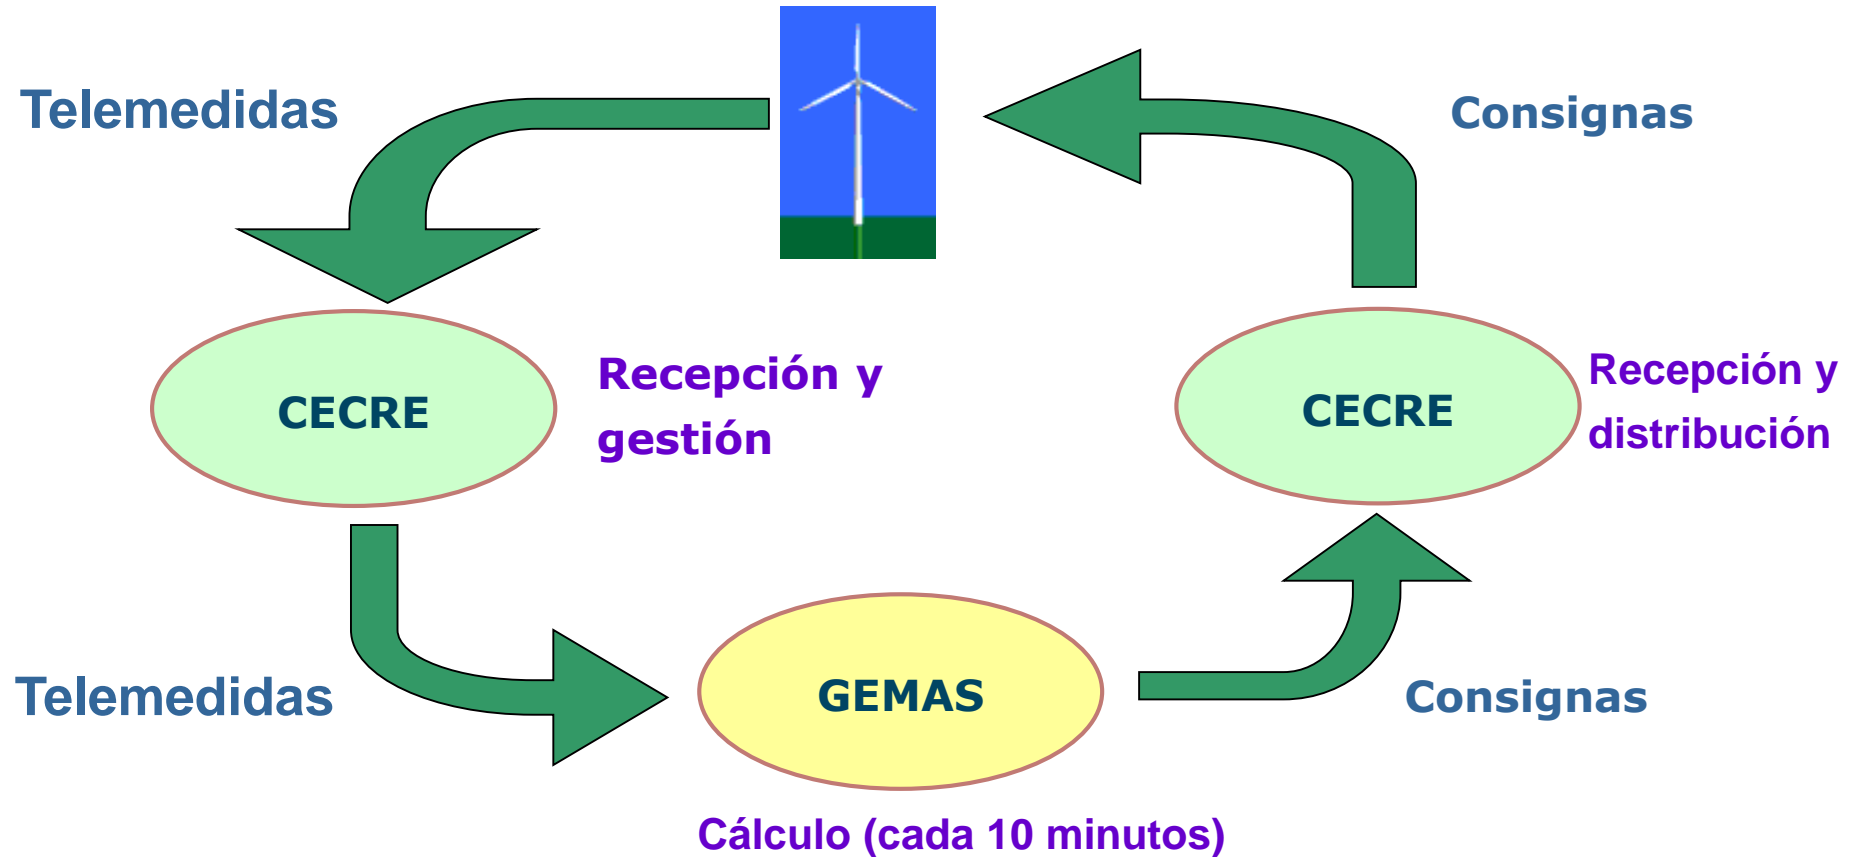 Telemedidas
Consignas
CECRE
Recepción y
gestión
CECRE
Recepción y
distribución
Telemedidas
GEMAS
Consignas
Cálculo (cada 10 minutos)